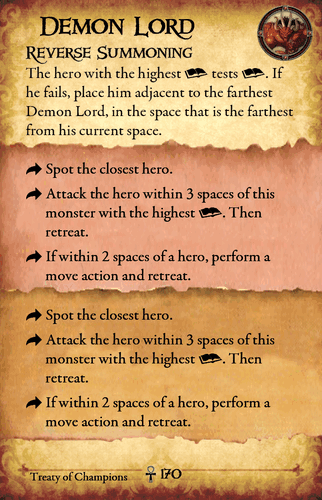 Demon Lord
Reverse Summoning
The hero with the highest tests . If
he fails, place him adjacent to the farthest
Demon Lord, in the space that is the farthest
from his current space.
Spot the closest hero.
Attack the hero within 3 spaces of this
monster with the highest . Then
retreat.
If within 2 spaces of a hero, perform a
move action and retreat.
Spot the closest hero.
Attack the hero within 3 spaces of this
monster with the highest . Then
retreat.
If within 2 spaces of a hero, perform a
move action and retreat.
Treaty of Champions 170